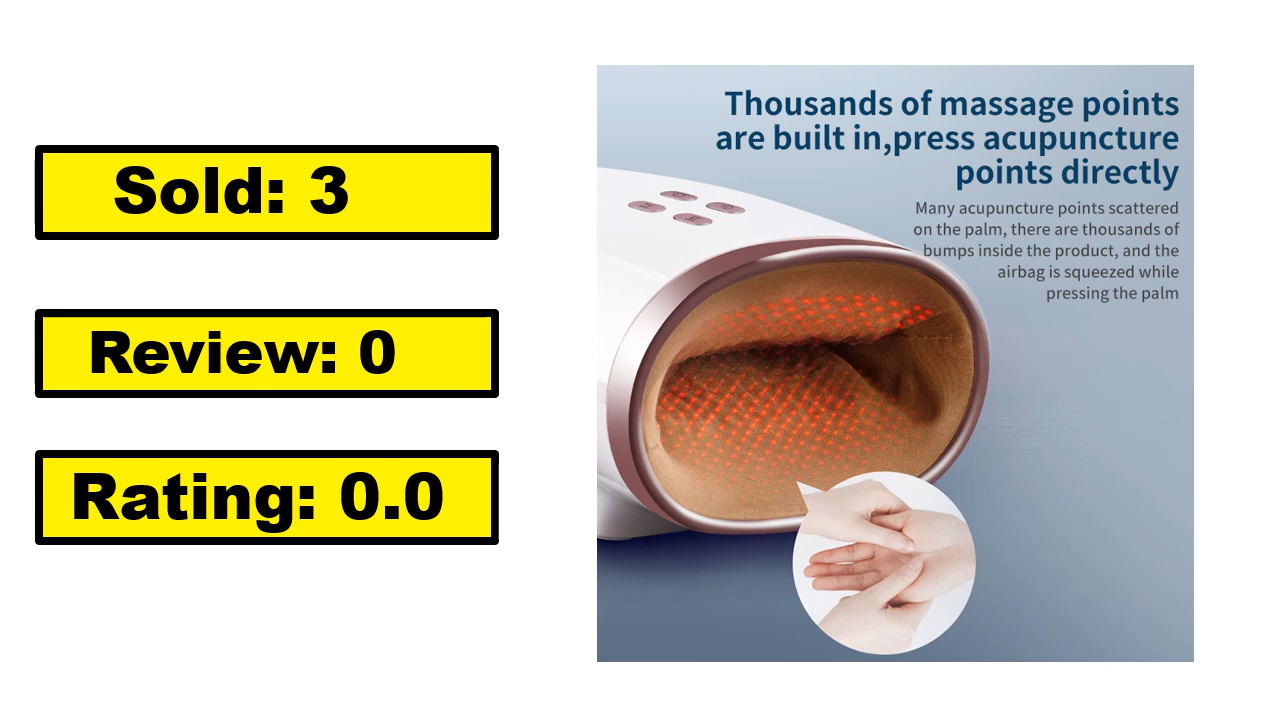 Sold: 3
Review: 0
Rating: 0.0
Thousands of massage points
are built in,press acupuncture
points directly
Many acupuncture points scattered
on the palm, there are thousands of
bumps inside the product, and the
airbag is squeezed while
pressing the palm